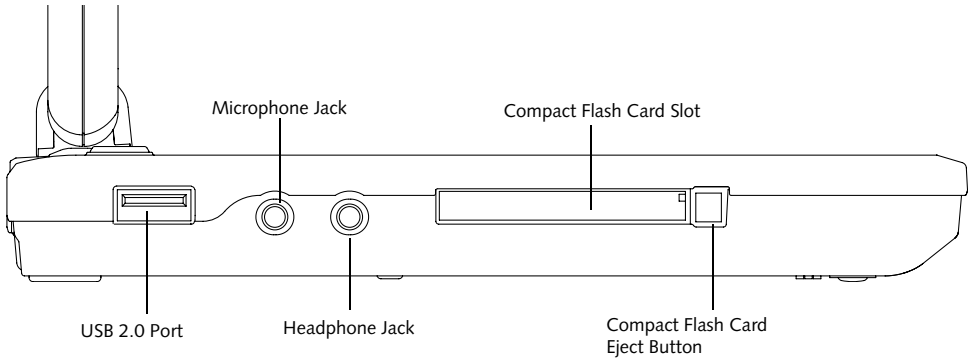 Microphone Jack
Compact Flash Card Slot
USB 2.0 Port
Headphone Jack
Compact Flash Card
Eject Button